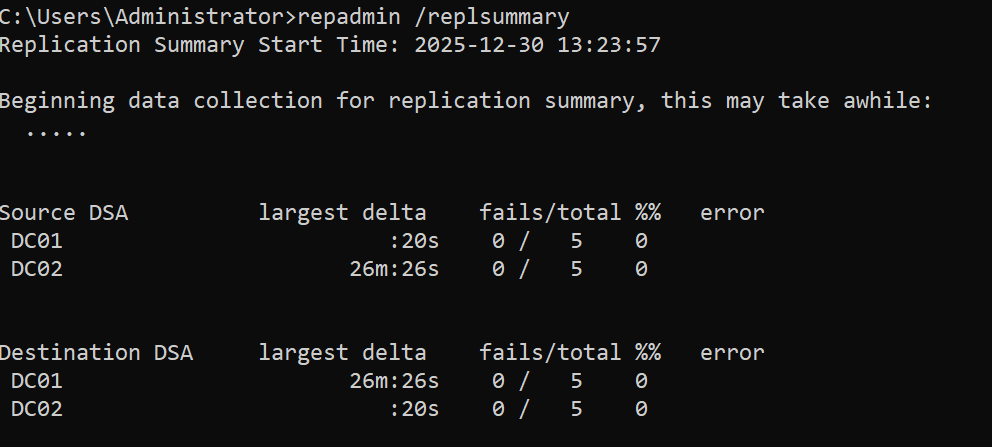 C:\Users\Administrator>repadmin /replsummary
Replication Summary Start Time: 2025-12-30 13:23:57
Beginning data collection for replication summary, this may take awhile:
.....
Source DSA largest delta fails/total %% error
DC01 :20s 0 / 5 0
DC02 26m:26s 0 / 5 0
Destination DSA largest delta fails/total %% error
DC01 26m:26s 0 / 5 0
DC02 :20s 0 / 5 0